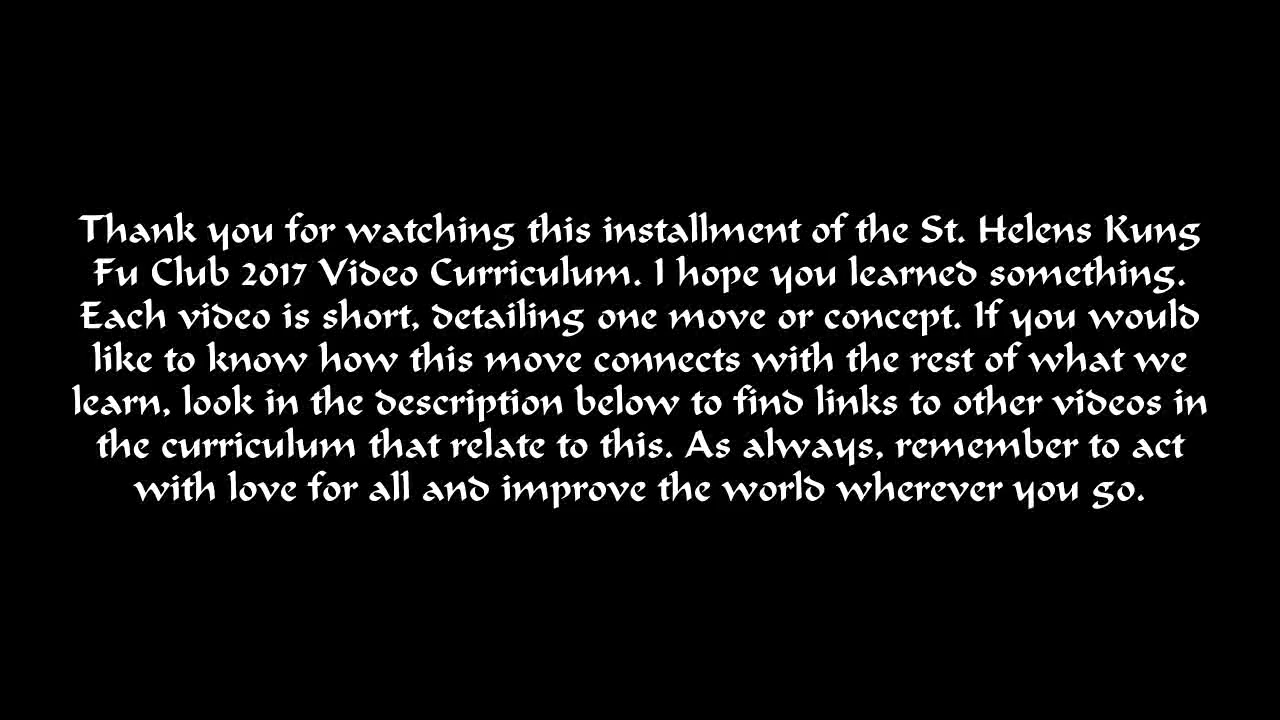 Thank you for watching this installment of the St. Helens Kung
Fu Club 2017 Video Curriculum. I hope you learned something.
Each video is short, detailing one move or concept. If you would
like to know how this move connects with the rest of what we
learn, look in the description below to find links to other videos in
the curriculum that relate to this. As always, remember to act
with love for all and improve the world wherever you go.